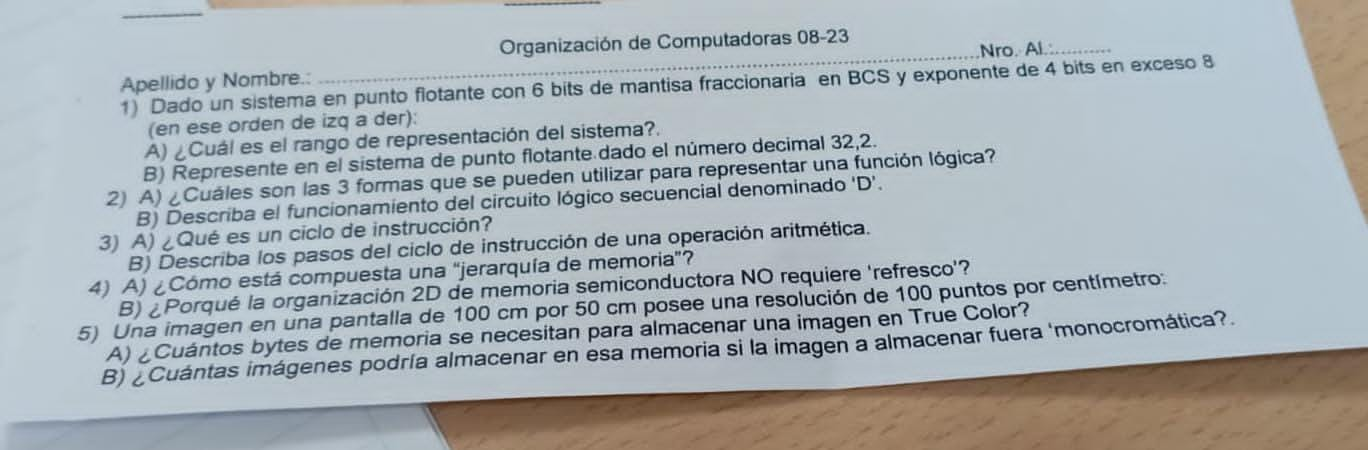 Organización de Computadoras 08-23
Apellido y Nombre.: ........................................Nro. Al.:............
1) Dado un sistema en punto flotante con 6 bits de mantisa fraccionaria en BCS y exponente de 4 bits en exceso 8
(en ese orden de izq a der):
A) ¿Cuál es el rango de representación del sistema?.
B) Represente en el sistema de punto flotante dado el número decimal 32,2.
2) A) ¿Cuáles son las 3 formas que se pueden utilizar para representar una función lógica?
B) Describa el funcionamiento del circuito lógico secuencial denominado 'D'.
3) A) ¿Qué es un ciclo de instrucción?
B) Describa los pasos del ciclo de instrucción de una operación aritmética.
4) A) ¿Cómo está compuesta una "jerarquía de memoria"?
B) ¿Porqué la organización 2D de memoria semiconductora NO requiere 'refresco'?
5) Una imagen en una pantalla de 100 cm por 50 cm posee una resolución de 100 puntos por centímetro:
A) ¿Cuántos bytes de memoria se necesitan para almacenar una imagen en True Color?
B) ¿Cuántas imágenes podría almacenar en esa memoria si la imagen a almacenar fuera 'monocromática?.